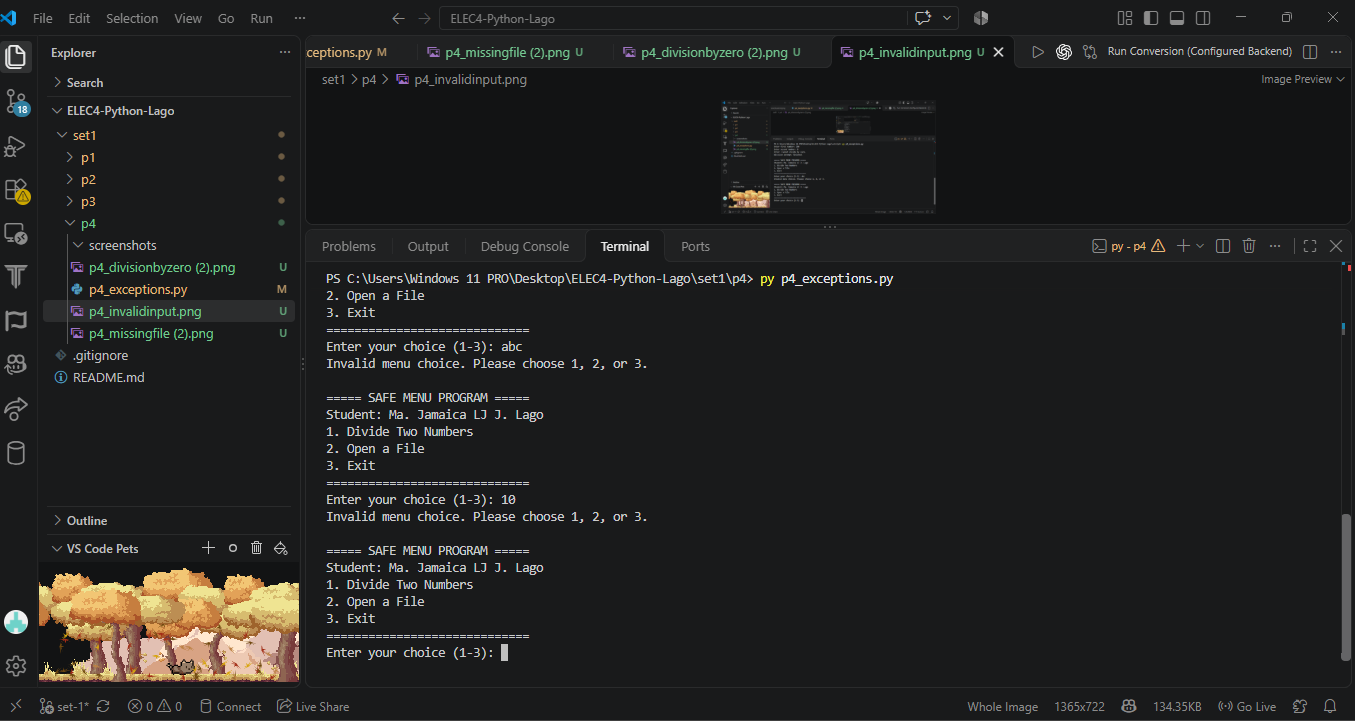 File Edit Selection View Go Run ···
ELEC4-Python-Lago
Explorer ···
Search
ELEC4-Python-Lago
set1
p1
p2
p3
p4
screenshots
p4_divisionbyzero (2).png U
p4_exceptions.py M
p4_invalidinput.png U
p4_missingfile (2).png U
.gitignore
README.md
Outline
VS Code Pets
18
ceptions.py M
p4_missingfile (2).png U
p4_divisionbyzero (2).png U
p4_invalidinput.png U
Run Conversion (Configured Backend) ···
set1 > p4 > p4_invalidinput.png
Image Preview
Problems Output Debug Console Terminal Ports
py - p4
PS C:\Users\Windows 11 PRO\Desktop\ELEC4-Python-Lago\set1\p4> py p4_exceptions.py
2. Open a File
3. Exit
=============================
Enter your choice (1-3): abc
Invalid menu choice. Please choose 1, 2, or 3.
===== SAFE MENU PROGRAM =====
Student: Ma. Jamaica LJ J. Lago
1. Divide Two Numbers
2. Open a File
3. Exit
=============================
Enter your choice (1-3): 10
Invalid menu choice. Please choose 1, 2, or 3.
===== SAFE MENU PROGRAM =====
Student: Ma. Jamaica LJ J. Lago
1. Divide Two Numbers
2. Open a File
3. Exit
=============================
Enter your choice (1-3):
set-1* 0 0 Connect Live Share
Whole Image 1365x722 134.35KB Go Live